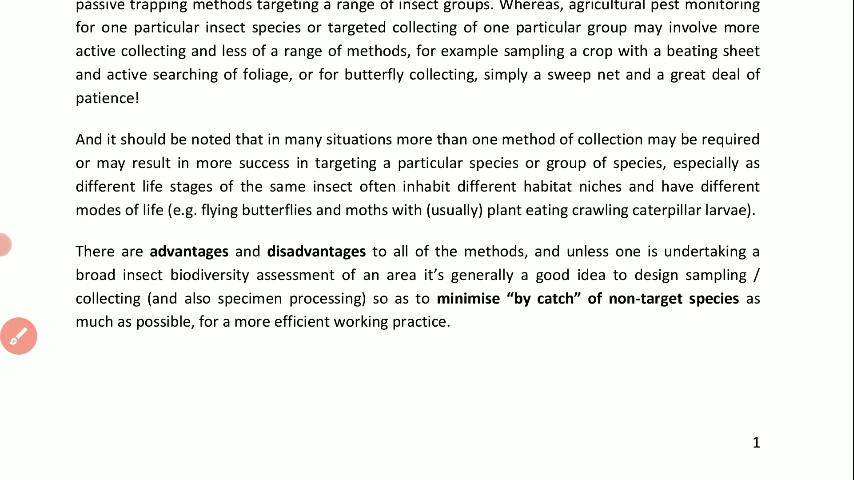 passive trapping methods targeting a range of insect groups. Whereas, agricultural pest monitoring
for one particular insect species or targeted collecting of one particular group may involve more
active collecting and less of a range of methods, for example sampling a crop with a beating sheet
and active searching of foliage, or for butterfly collecting, simply a sweep net and a great deal of
patience!
And it should be noted that in many situations more than one method of collection may be required
or may result in more success in targeting a particular species or group of species, especially as
different life stages of the same insect often inhabit different habitat niches and have different
modes of life (e.g. flying butterflies and moths with (usually) plant eating crawling caterpillar larvae).
There are advantages and disadvantages to all of the methods, and unless one is undertaking a
broad insect biodiversity assessment of an area it’s generally a good idea to design sampling /
collecting (and also specimen processing) so as to minimise “by catch” of non-target species as
much as possible, for a more efficient working practice.
1